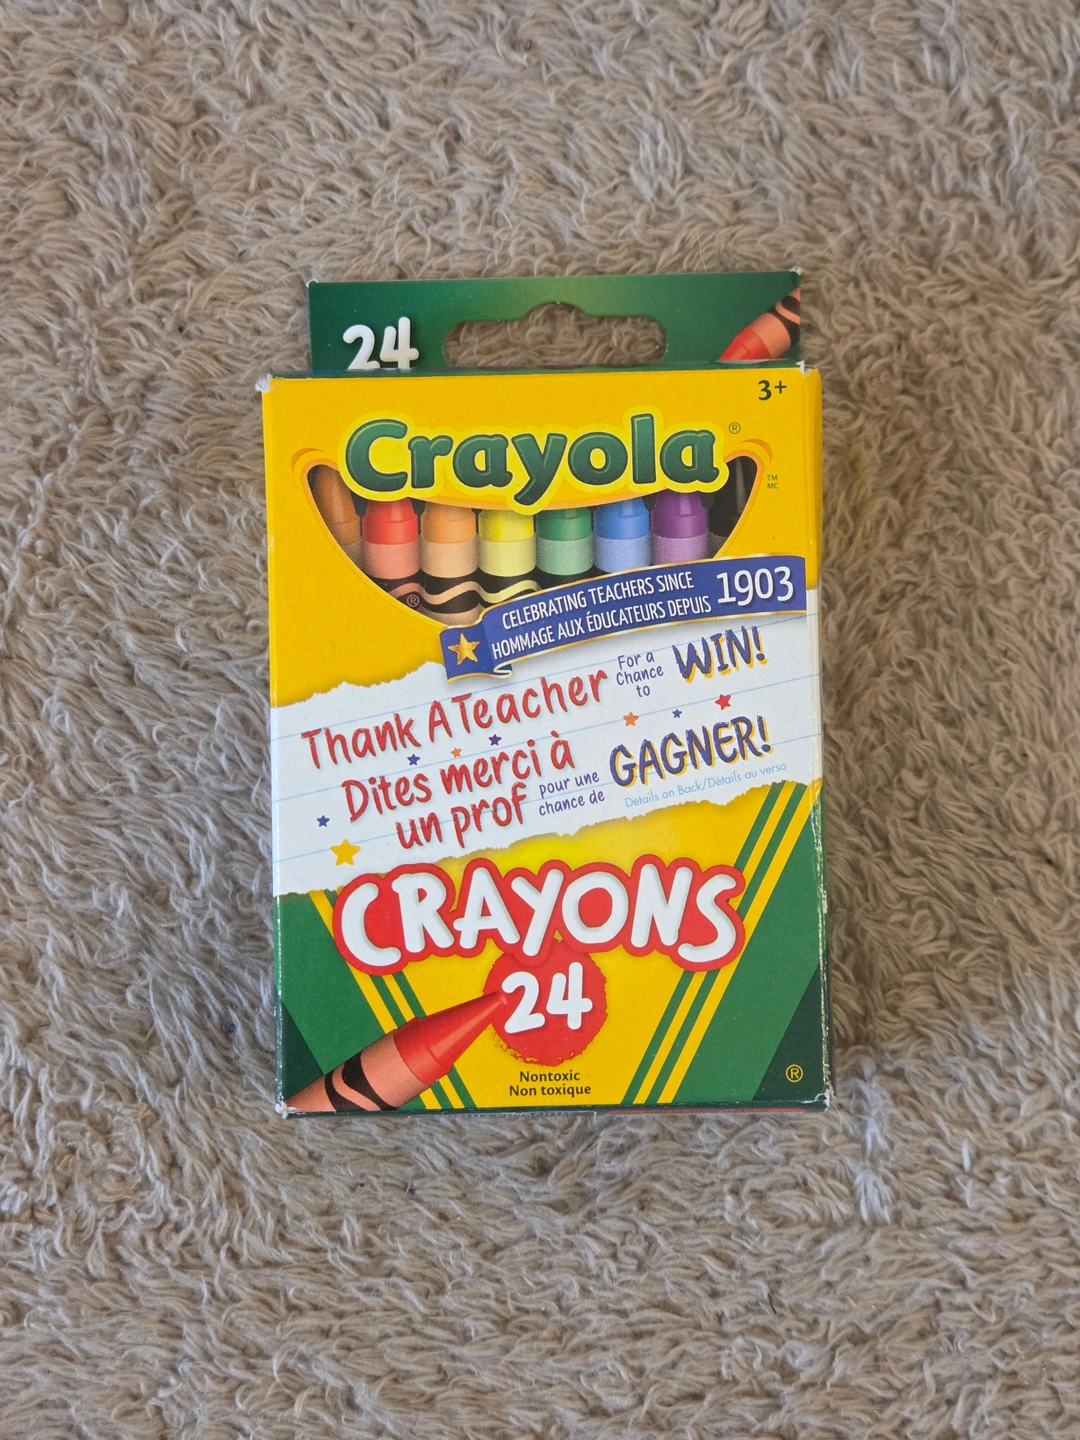 24
3+
Crayola®
TM
MC
®
CELEBRATING TEACHERS SINCE
HOMMAGE AUX ÉDUCATEURS DEPUIS
1903
Thank A Teacher
For a
chance
to
WIN!
Dites merci à
un prof
pour une
chance de
GAGNER!
Details on Back/Détails au verso
CRAYONS
24
Nontoxic
Non toxique
®